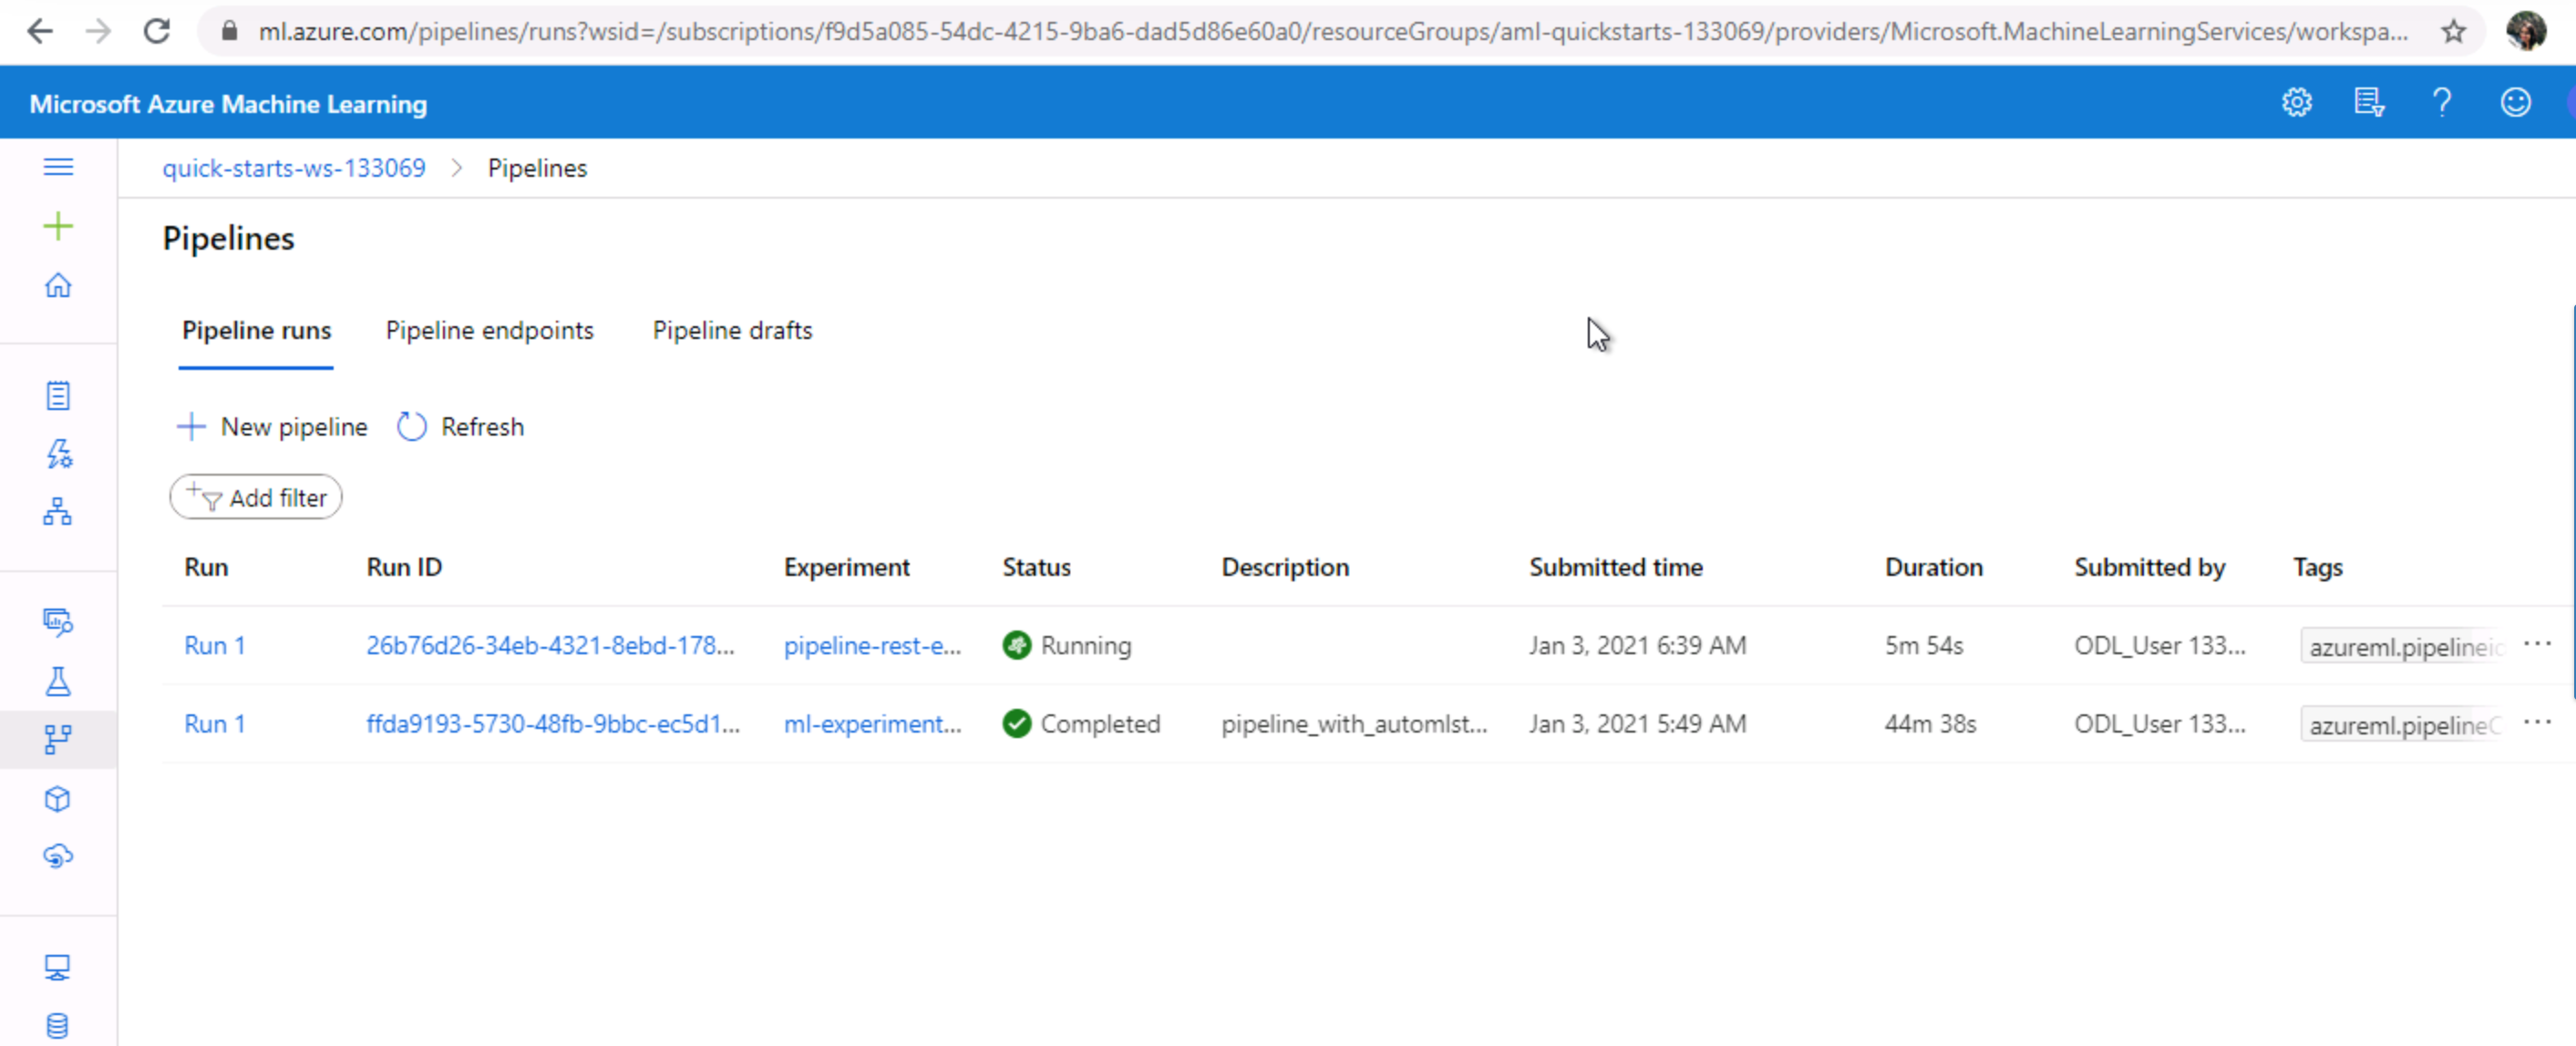 ml.azure.com/pipelines/runs?wsid=/subscriptions/f9d5a085-54dc-4215-9ba6-dad5d86e60a0/resourceGroups/aml-quickstarts-133069/providers/Microsoft.MachineLearningServices/workspa...
Microsoft Azure Machine Learning
quick-starts-ws-133069 > Pipelines
Pipelines
Pipeline runs Pipeline endpoints Pipeline drafts
New pipeline Refresh
Add filter
Run Run ID Experiment Status Description Submitted time Duration Submitted by Tags
Run 1 26b76d26-34eb-4321-8ebd-178... pipeline-rest-e... Running Jan 3, 2021 6:39 AM 5m 54s ODL_User 133... azureml.pipelineic ...
Run 1 ffda9193-5730-48fb-9bbc-ec5d1... ml-experiment... Completed pipeline_with_automlst... Jan 3, 2021 5:49 AM 44m 38s ODL_User 133... azureml.pipelineC ...